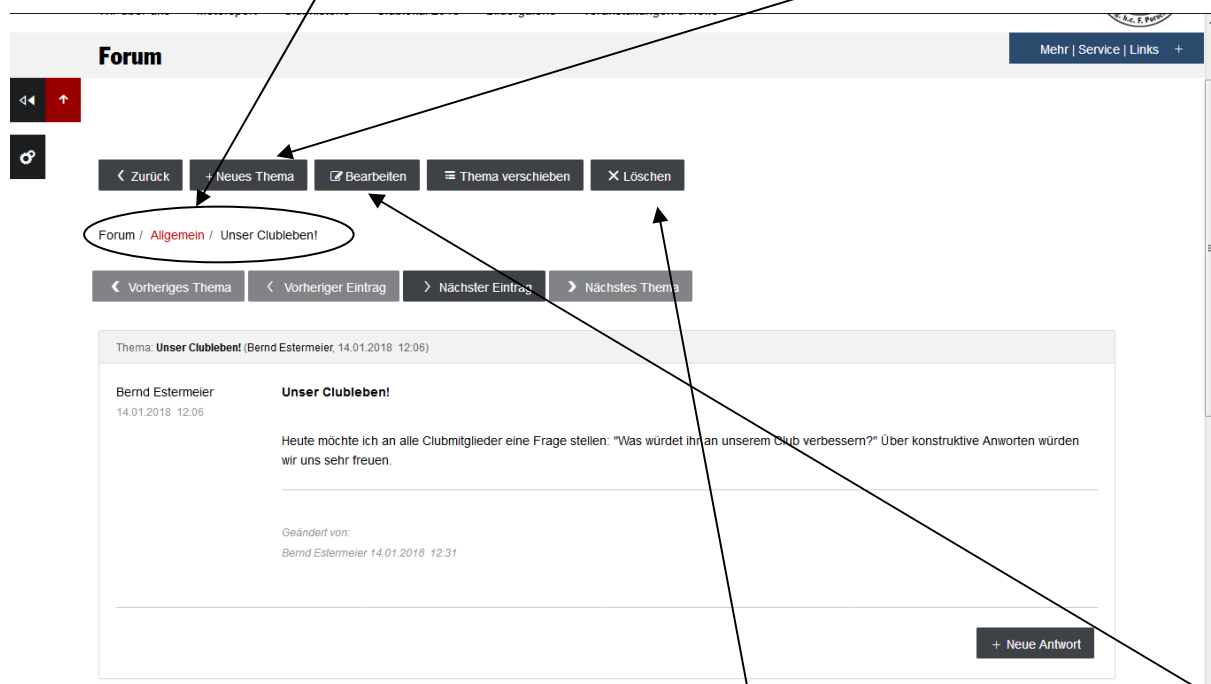 Forum
Mehr | Service | Links +
Zurück
+ Neues Thema
Bearbeiten
Thema verschieben
Löschen
Forum / Allgemein / Unser Clubleben!
Vorheriges Thema
Vorheriger Eintrag
Nächster Eintrag
Nächstes Thema
Thema: Unser Clubleben! (Bernd Estermeier, 14.01.2018 12:06)
Bernd Estermeier
14.01.2018 12:06
Unser Clubleben!
Heute möchte ich an alle Clubmitglieder eine Frage stellen: "Was würdet ihr an unserem Club verbessern?" Über konstruktive Anworten würden
wir uns sehr freuen.
Geändert von:
Bernd Estermeier 14.01.2018 12:31
+ Neue Antwort